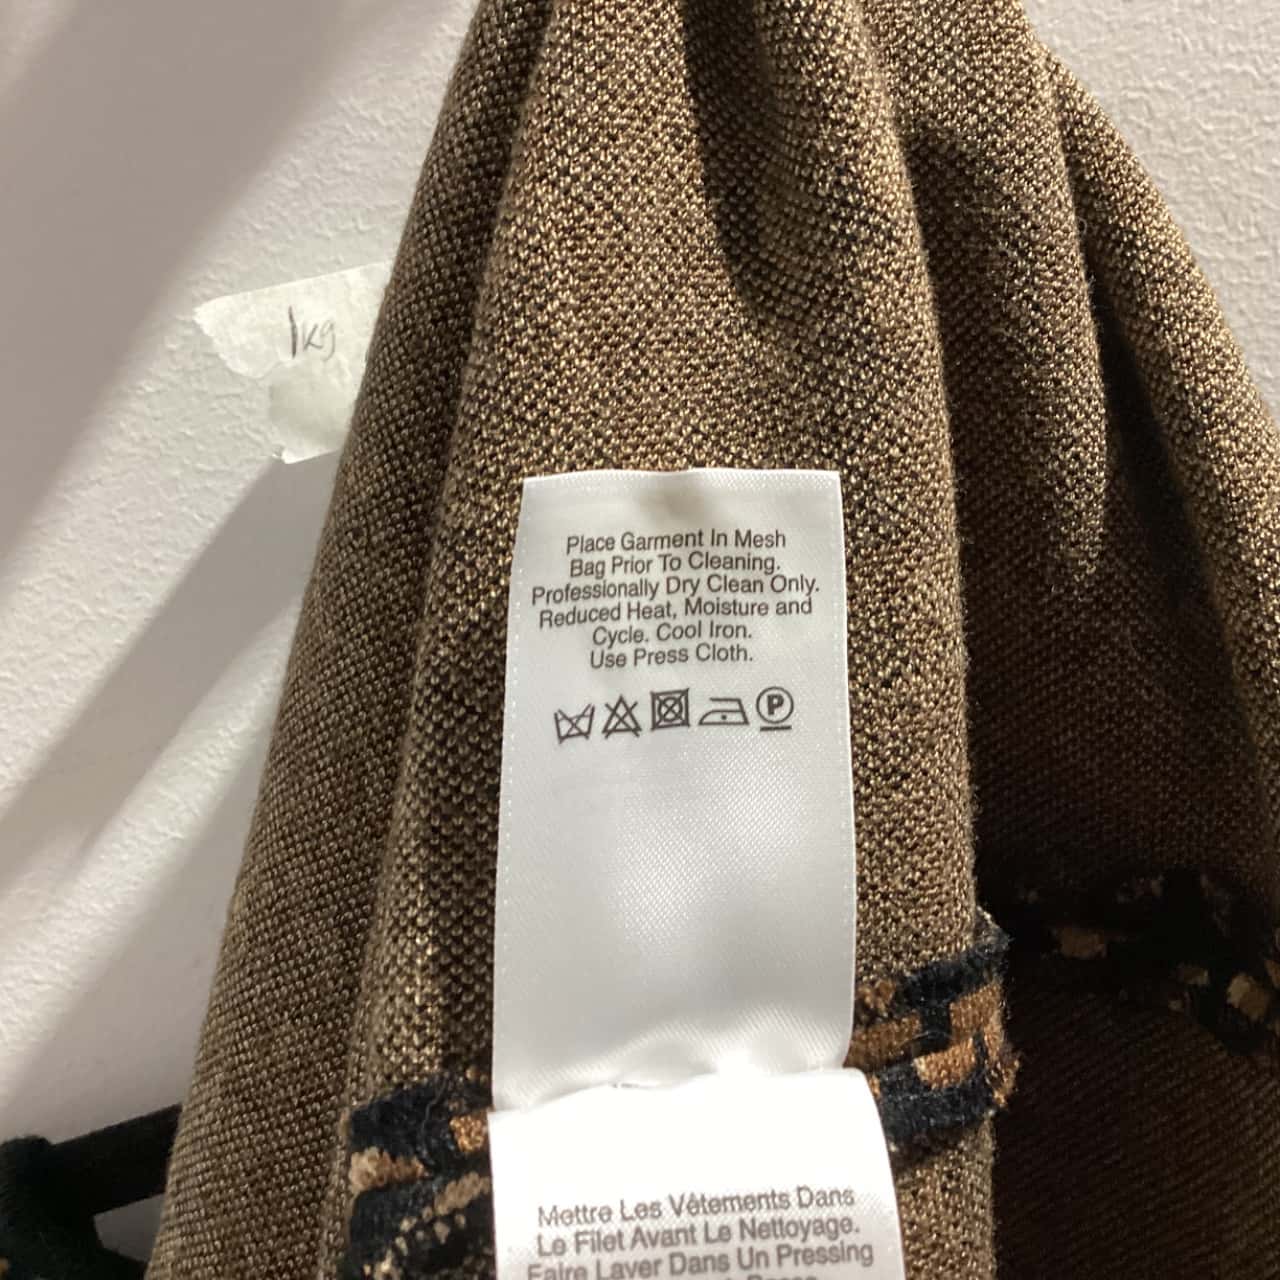 1kg
Place Garment In Mesh
Bag Prior To Cleaning.
Professionally Dry Clean Only.
Reduced Heat, Moisture and
Cycle. Cool Iron.
Use Press Cloth.
P
Mettre Les Vêtements Dans
Le Filet Avant Le Nettoyage.
Faire Laver Dans Un Pressing